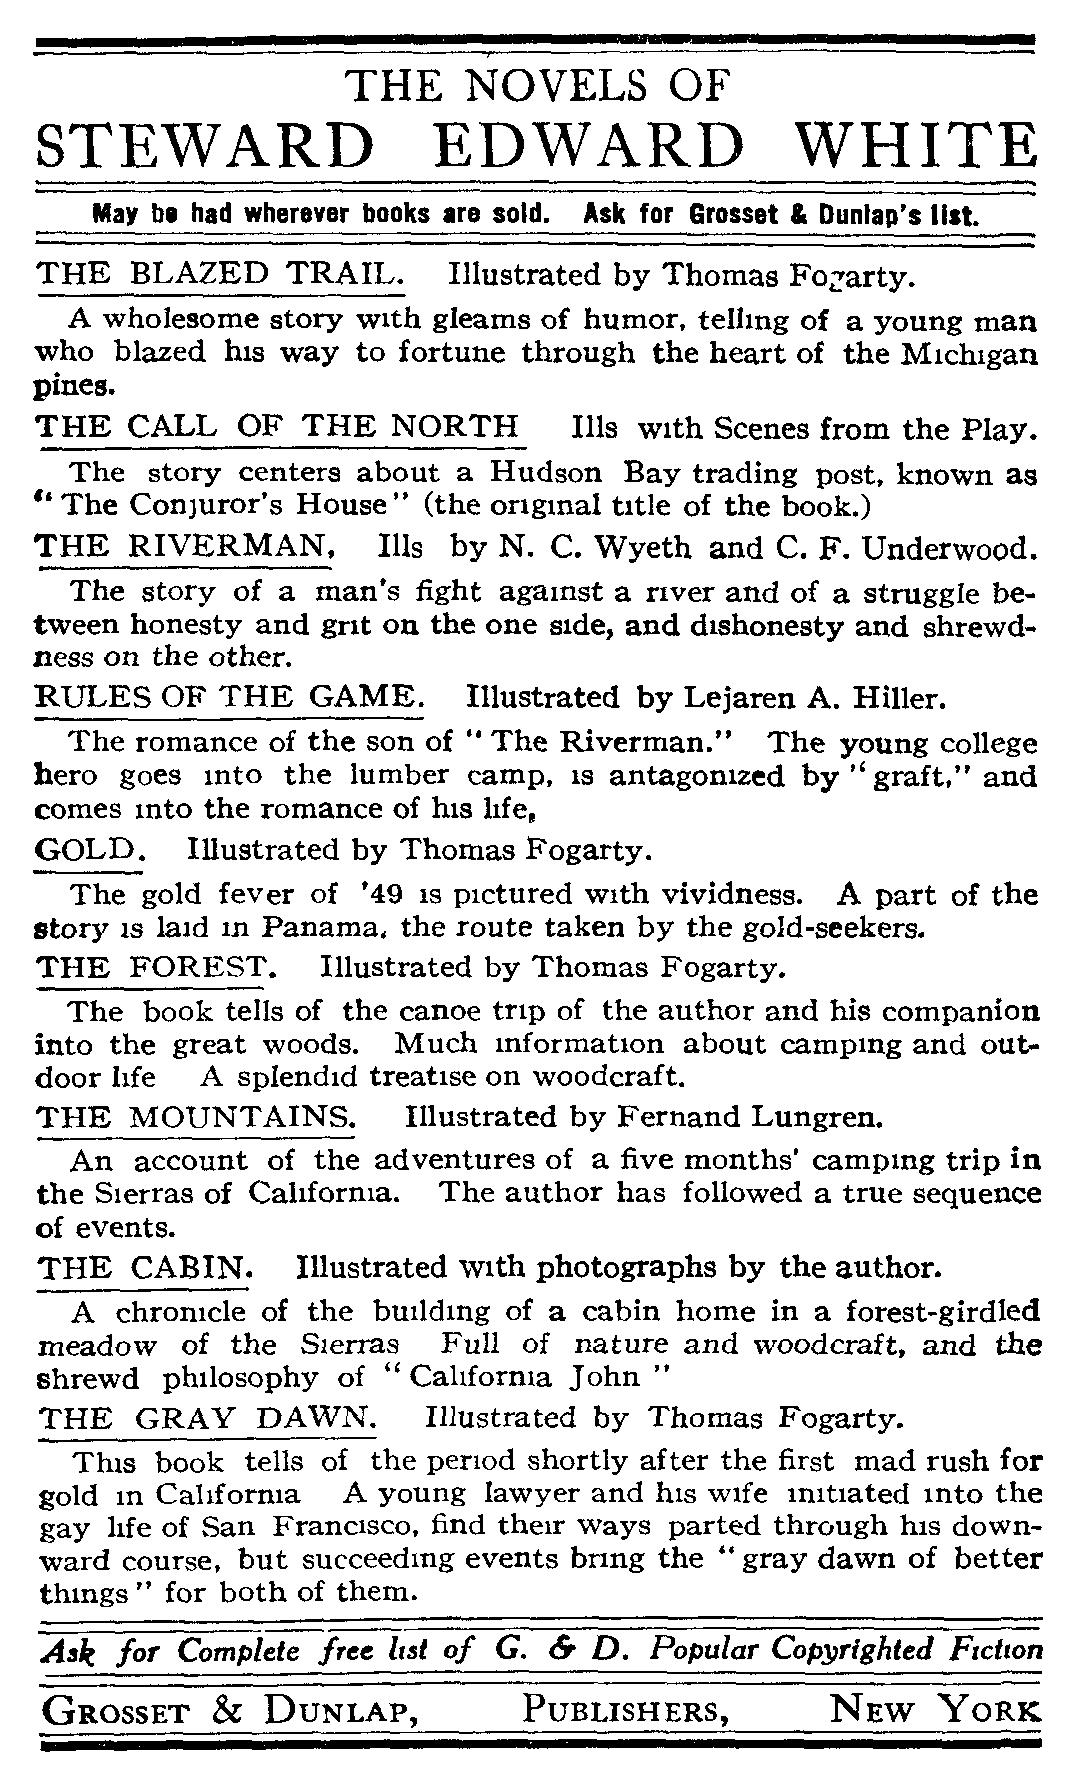 THE NOVELS OF
STEWARD EDWARD WHITE
May be had wherever books are sold. Ask for Grosset & Dunlap's list.
THE BLAZED TRAIL. Illustrated by Thomas Fogarty.
A wholesome story with gleams of humor, telling of a young man
who blazed his way to fortune through the heart of the Michigan
pines.
THE CALL OF THE NORTH Ills with Scenes from the Play.
The story centers about a Hudson Bay trading post, known as
"The Conjuror's House" (the original title of the book.)
THE RIVERMAN, Ills by N. C. Wyeth and C. F. Underwood.
The story of a man's fight against a river and of a struggle be-
tween honesty and grit on the one side, and dishonesty and shrewd-
ness on the other.
RULES OF THE GAME. Illustrated by Lejaren A. Hiller.
The romance of the son of "The Riverman." The young college
hero goes into the lumber camp, is antagonized by "graft," and
comes into the romance of his life,
GOLD. Illustrated by Thomas Fogarty.
The gold fever of '49 is pictured with vividness. A part of the
story is laid in Panama, the route taken by the gold-seekers.
THE FOREST. Illustrated by Thomas Fogarty.
The book tells of the canoe trip of the author and his companion
into the great woods. Much information about camping and out-
door life A splendid treatise on woodcraft.
THE MOUNTAINS. Illustrated by Fernand Lungren.
An account of the adventures of a five months' camping trip in
the Sierras of California. The author has followed a true sequence
of events.
THE CABIN. Illustrated with photographs by the author.
A chronicle of the building of a cabin home in a forest-girdled
meadow of the Sierras Full of nature and woodcraft, and the
shrewd philosophy of "California John"
THE GRAY DAWN. Illustrated by Thomas Fogarty.
This book tells of the period shortly after the first mad rush for
gold in California A young lawyer and his wife initiated into the
gay life of San Francisco, find their ways parted through his down-
ward course, but succeeding events bring the "gray dawn of better
things" for both of them.
Ask for Complete free list of G. & D. Popular Copyrighted Fiction
GROSSET & DUNLAP, PUBLISHERS, NEW YORK